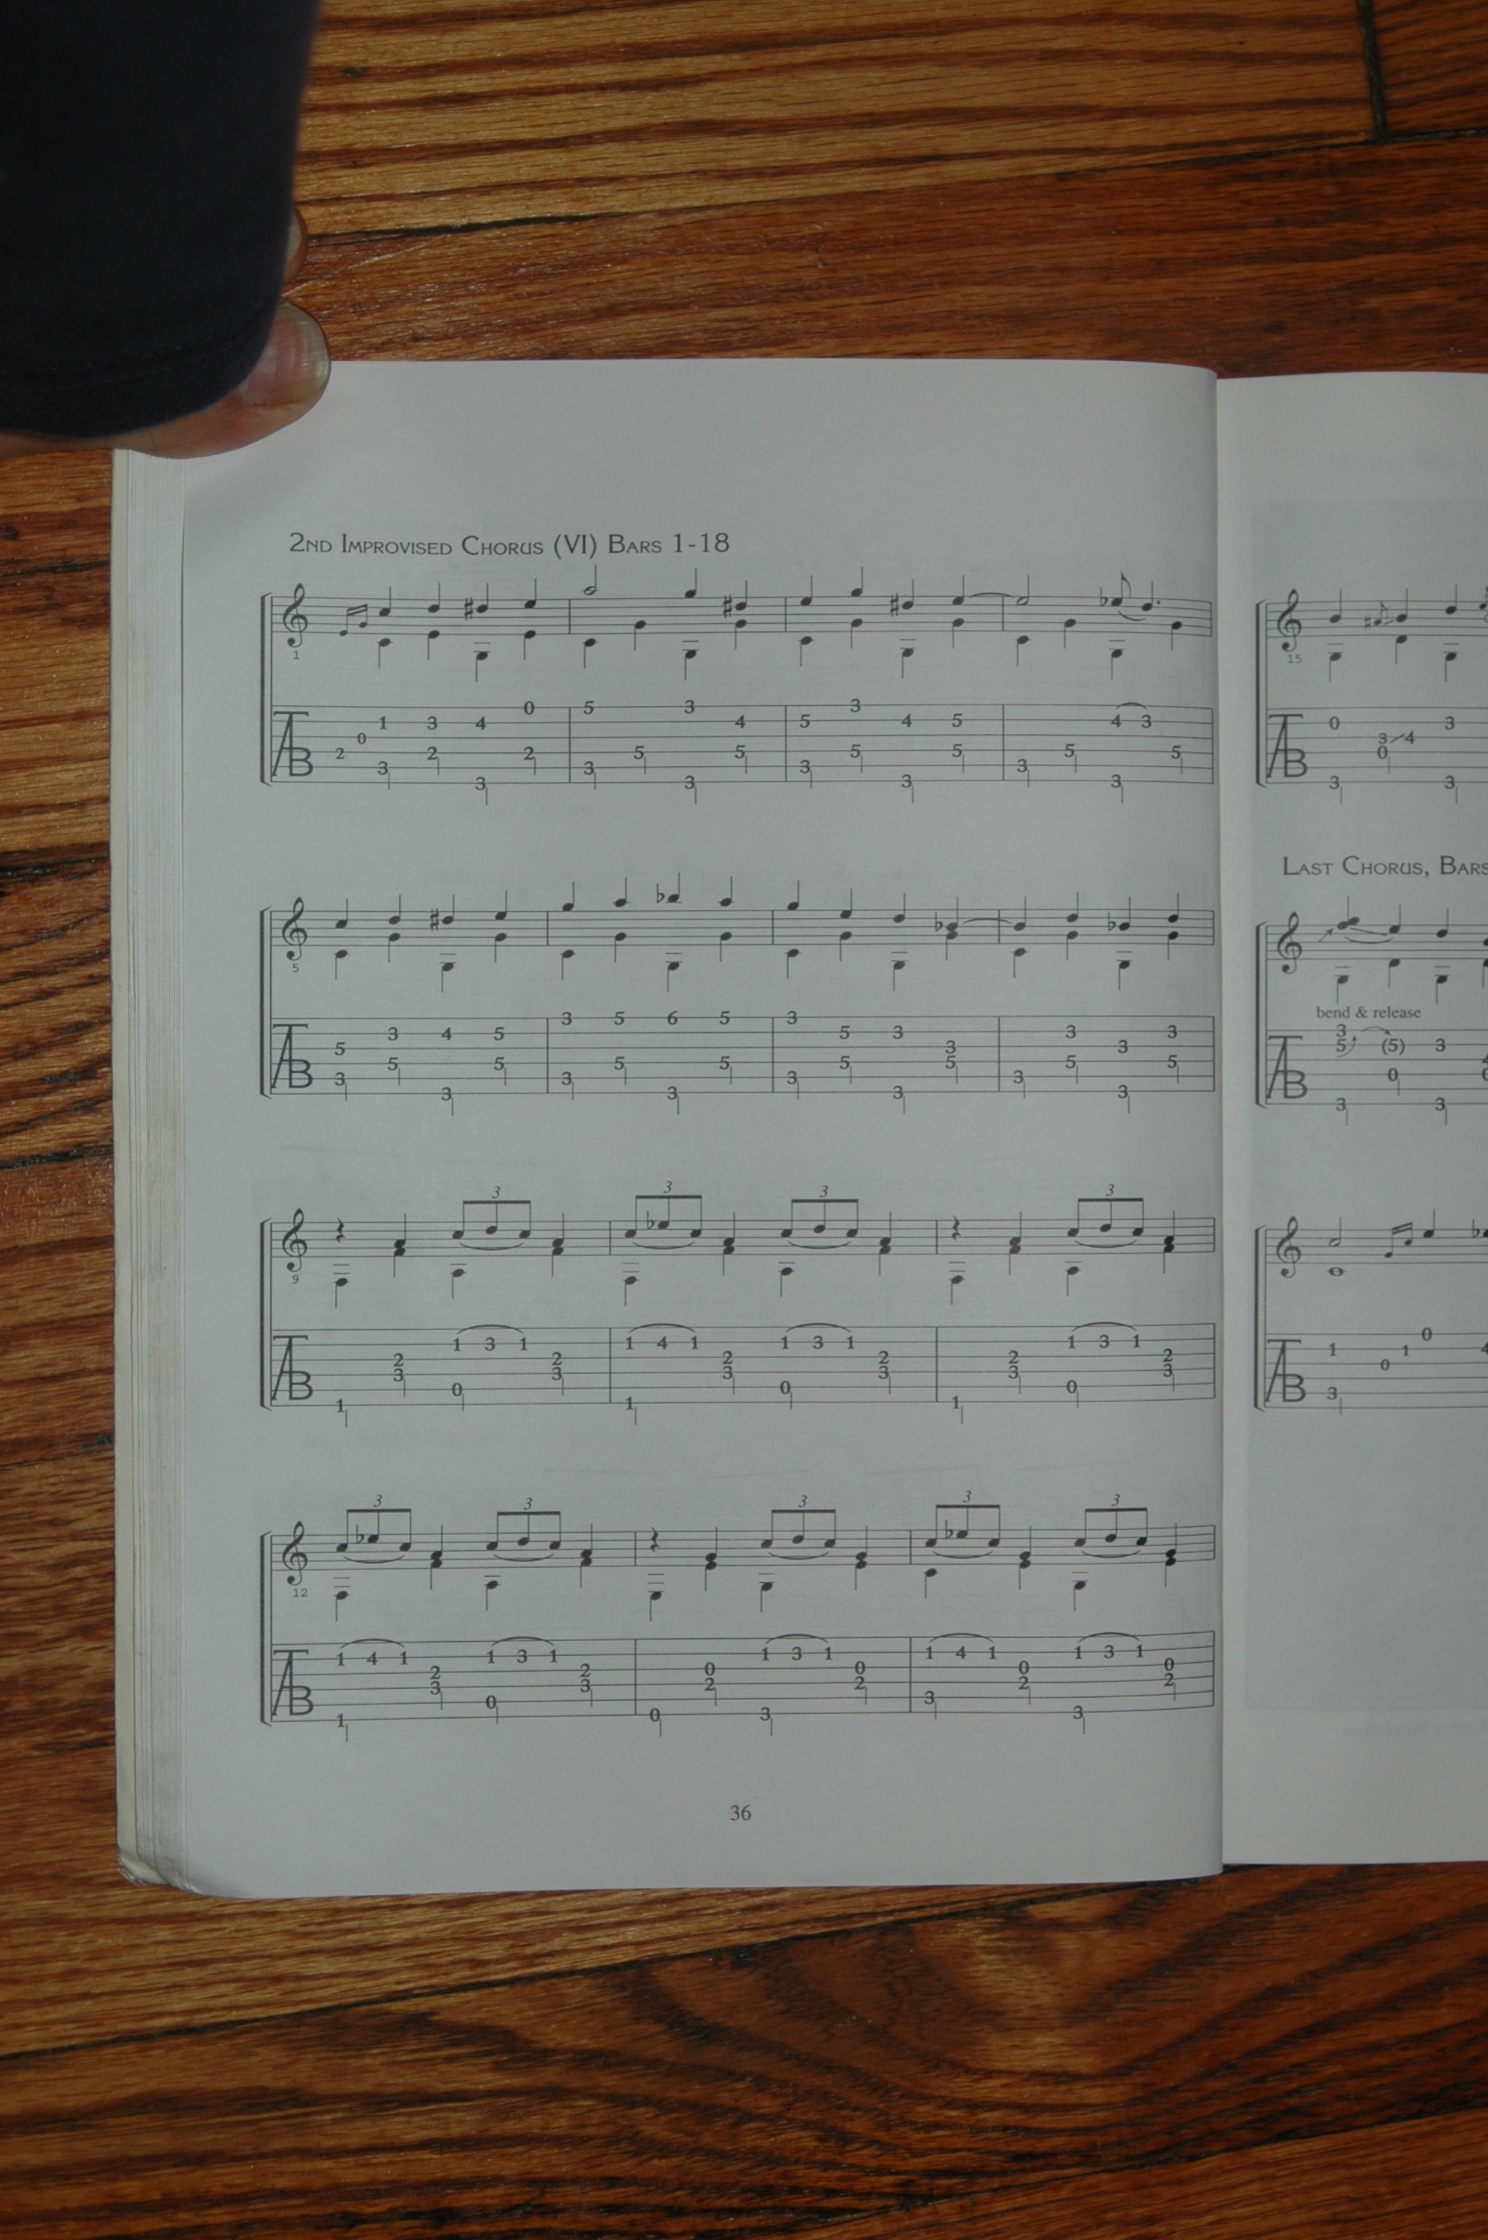 2nd Improvised Chorus (VI) Bars 1-18
1
0 5 3 3
1 3 4 4 5 4 5 4 3
0
2 2 2 5 5 5 5 5 5
3 3 3 3
3 3 3 3
5
3 5 6 5 3
3 4 5 5 3 3 3
5 3 3
5 5 5 5 5 5 5 5
3 3 3 3
3 3 3 3
9
3 3 3 3
1 3 1 1 4 1 1 3 1 1 3 1
2 2 2 2 2 2
3 3 3 3 3 3
0 0 0
1 1 1
12
3 3 3 3 3
1 4 1 1 3 1 1 3 1 1 4 1 1 3 1
2 2 0 0 0 0
3 3 2 2 2 2
0 3
1 0 3 3
36
15
0 3
3 4
0
3 3
Last Chorus, Bars
bend & release
3
5 (5) 3
0
3 3
0
1 1
0
3